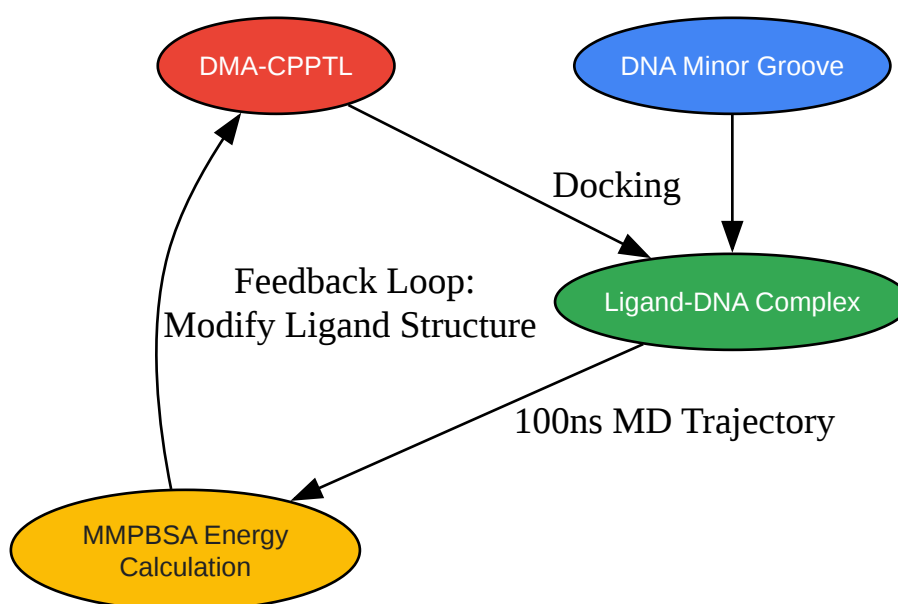 DMA-CPPTL
DNA Minor Groove
Docking
Feedback Loop:
Modify Ligand Structure
Ligand-DNA Complex
100ns MD Trajectory
MMPBSA Energy
Calculation